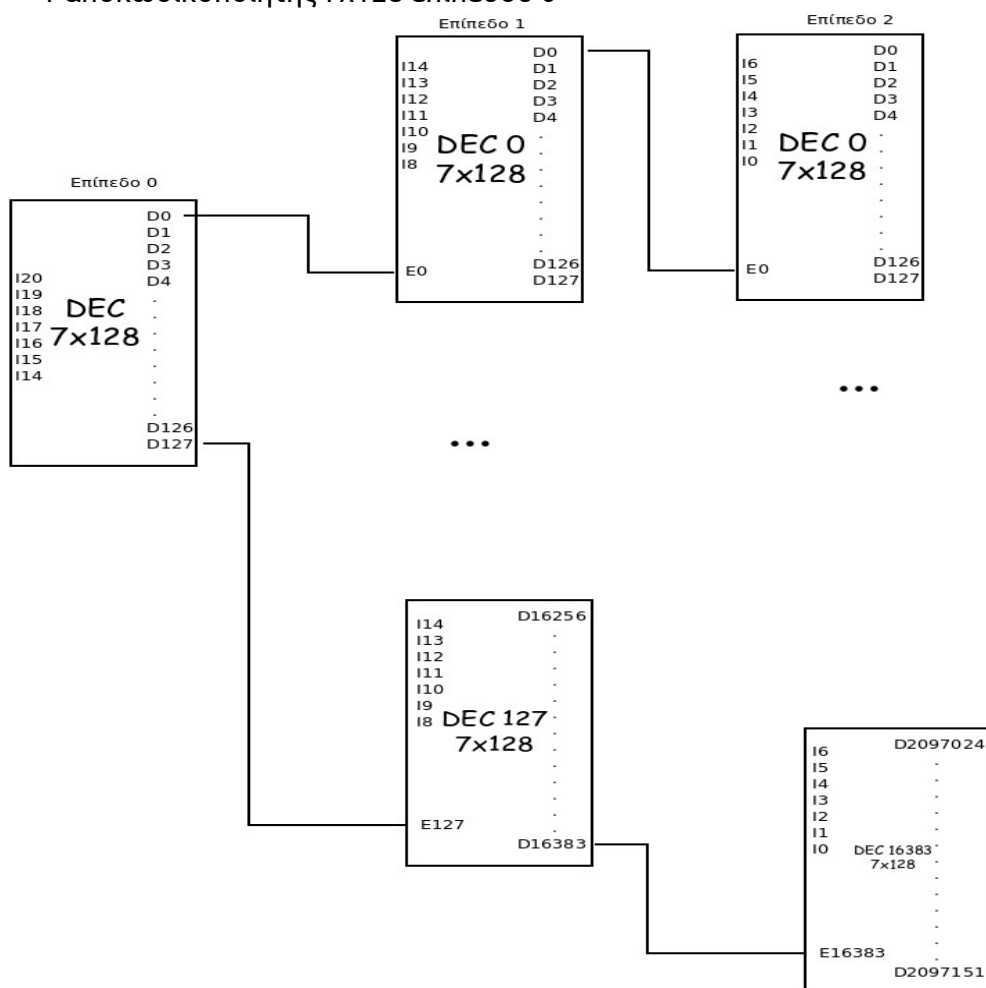 Επίπεδο 1
Επίπεδο 2
Επίπεδο 0
I14
I13
I12
I11
I10
I9
I8
DEC 0
7x128
E0
D0
D1
D2
D3
D4
D126
D127
I6
I5
I4
I3
I2
I1
I0
DEC 0
7x128
E0
D0
D1
D2
D3
D4
D126
D127
I20
I19
I18
I17
I16
I15
I14
DEC
7x128
D0
D1
D2
D3
D4
D126
D127
...
...
I14
I13
I12
I11
I10
I9
I8
DEC 127
7x128
E127
D16256
D16383
I6
I5
I4
I3
I2
I1
I0
DEC 16383
7x128
E16383
D2097024
D2097151